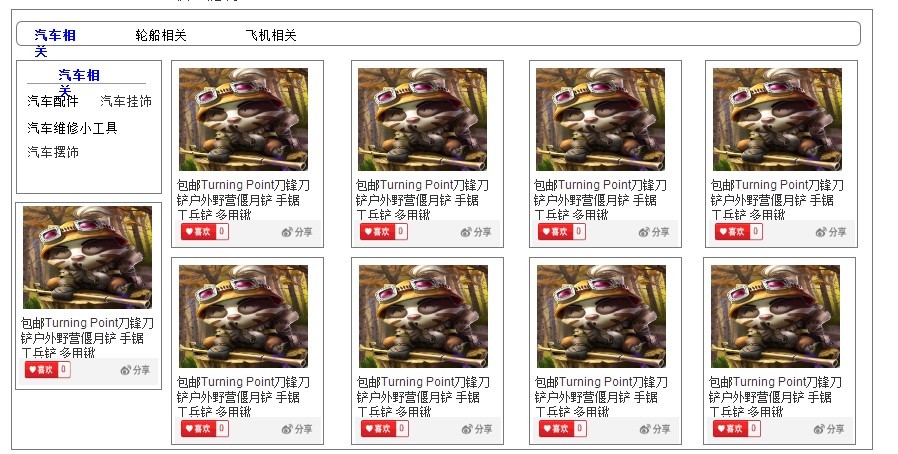 汽车相关 轮船相关 飞机相关
汽车相关
汽车配件 汽车挂饰
汽车维修小工具
汽车摆饰
包邮Turning Point刀锋刀
铲户外野营偃月铲 手锯
工兵铲 多用锹
喜欢 0 分享
包邮Turning Point刀锋刀
铲户外野营偃月铲 手锯
工兵铲 多用锹
喜欢 0 分享
包邮Turning Point刀锋刀
铲户外野营偃月铲 手锯
工兵铲 多用锹
喜欢 0 分享
包邮Turning Point刀锋刀
铲户外野营偃月铲 手锯
工兵铲 多用锹
喜欢 0 分享
包邮Turning Point刀锋刀
铲户外野营偃月铲 手锯
工兵铲 多用锹
喜欢 0 分享
包邮Turning Point刀锋刀
铲户外野营偃月铲 手锯
工兵铲 多用锹
喜欢 0 分享
包邮Turning Point刀锋刀
铲户外野营偃月铲 手锯
工兵铲 多用锹
喜欢 0 分享
包邮Turning Point刀锋刀
铲户外野营偃月铲 手锯
工兵铲 多用锹
喜欢 0 分享
包邮Turning Point刀锋刀
铲户外野营偃月铲 手锯
工兵铲 多用锹
喜欢 0 分享